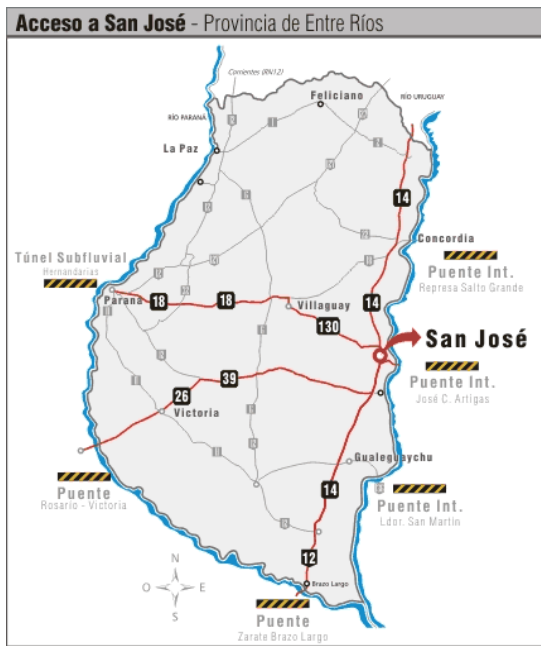 Acceso a San José - Provincia de Entre Ríos
Corrientes (RN12)
Feliciano
RÍO URUGUAY
RÍO PARANÁ
La Paz
14
Concordia
Túnel Subfluvial
Hernandarias
Puente Int.
Represa Salto Grande
Parana
18
18
Villaguay
14
130
San José
Puente Int.
José C. Artigas
39
26
Victoria
Gualeguaychu
Puente
Rosario - Victoria
14
Puente Int.
Ldor. San Martín
12
Brazo Largo
N
O
E
S
Puente
Zarate Brazo Largo